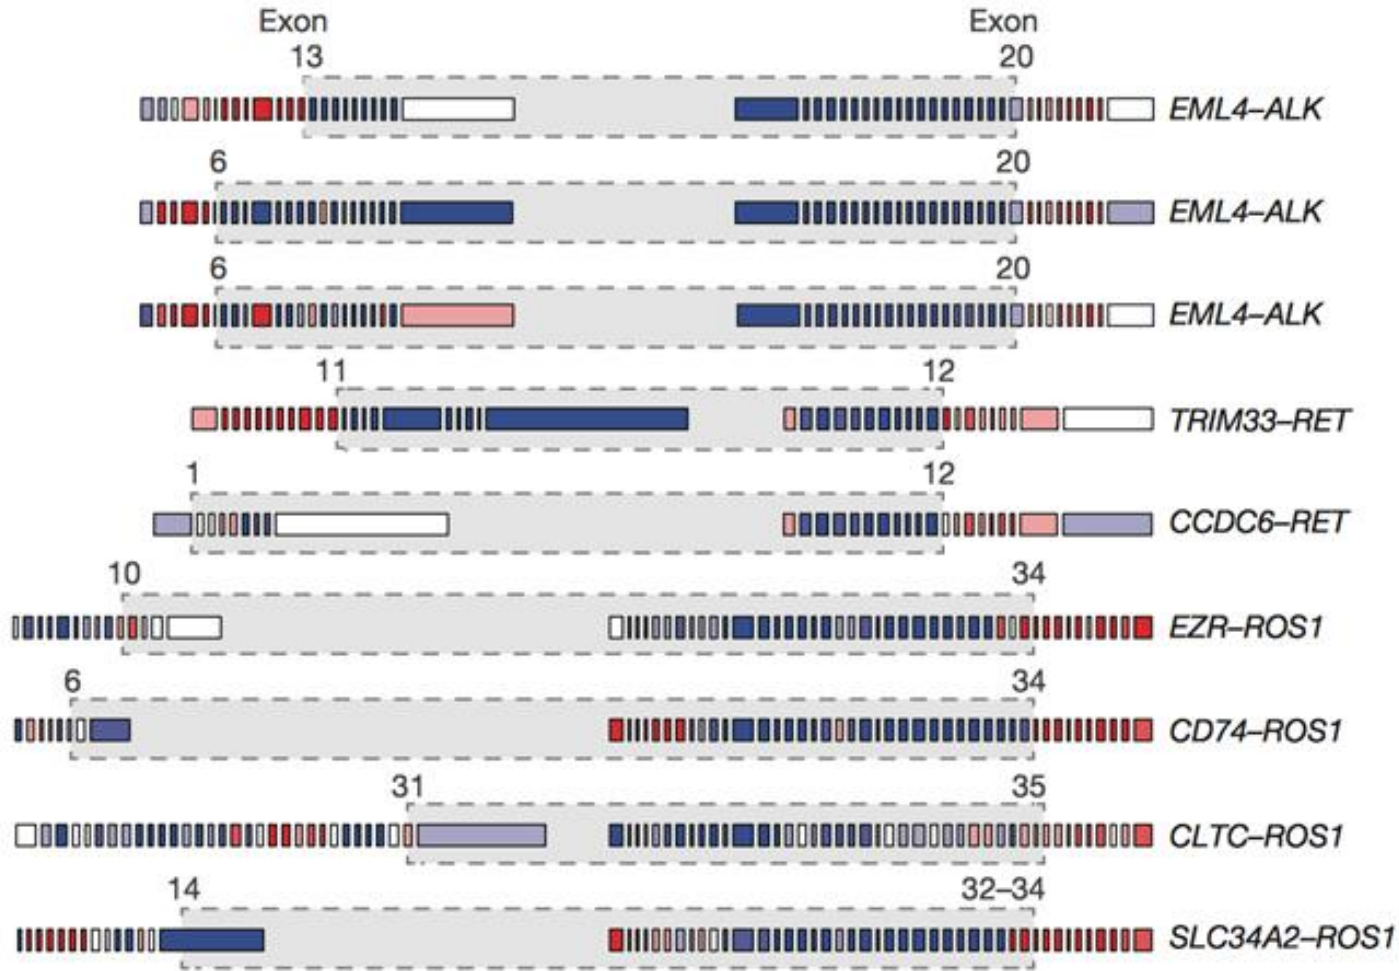 Exon Exon
13 20
EML4–ALK
6 20
EML4–ALK
6 20
EML4–ALK
11 12
TRIM33–RET
1 12
CCDC6–RET
10 34
EZR–ROS1
6 34
CD74–ROS1
31 35
CLTC–ROS1
14 32–34
SLC34A2–ROS1